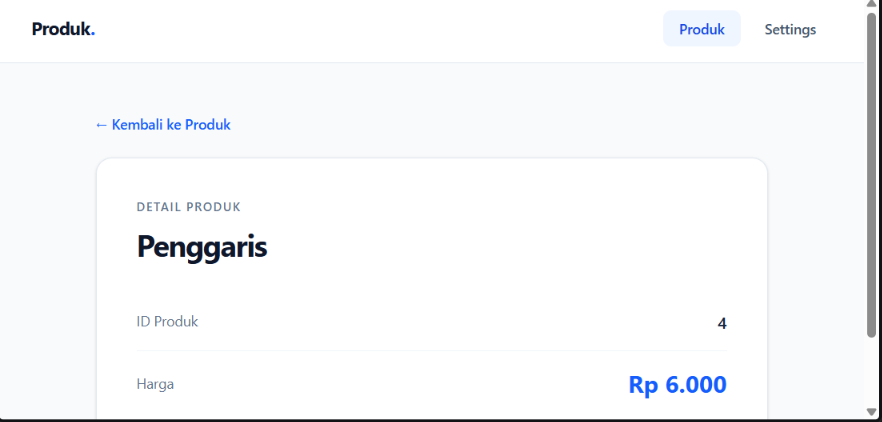 Produk.
Produk
Settings
← Kembali ke Produk
DETAIL PRODUK
Penggaris
ID Produk
4
Harga
Rp 6.000